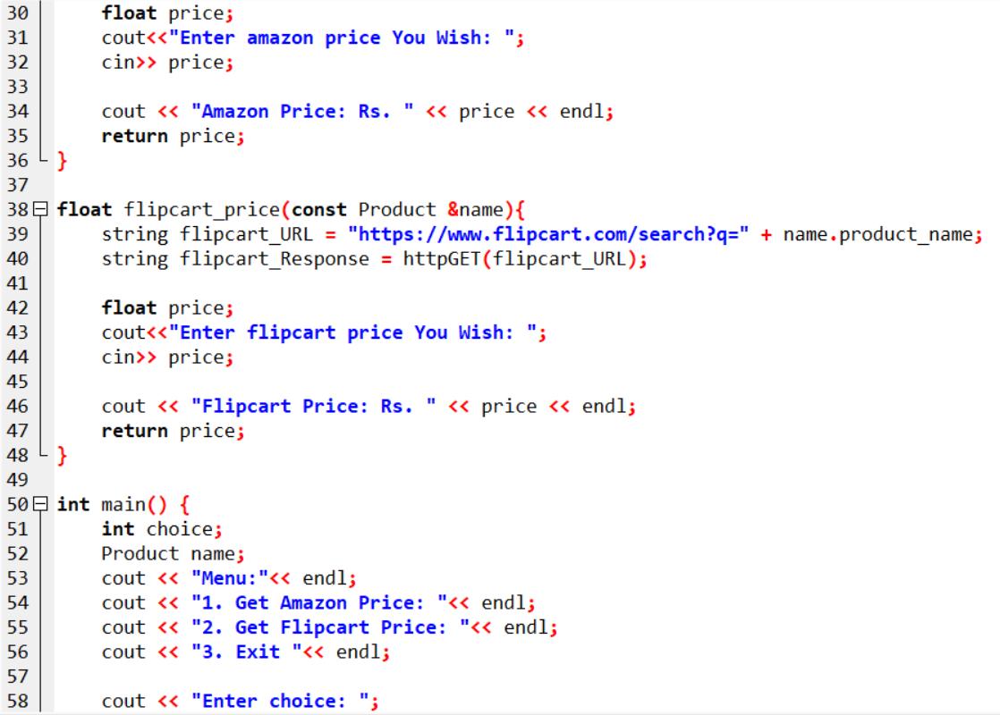 30 float price;
31 cout<<"Enter amazon price You Wish: ";
32 cin>> price;
33
34 cout << "Amazon Price: Rs. " << price << endl;
35 return price;
36 }
37
38 float flipcart_price(const Product &name){
39 string flipcart_URL = "https://www.flipcart.com/search?q=" + name.product_name;
40 string flipcart_Response = httpGET(flipcart_URL);
41
42 float price;
43 cout<<"Enter flipcart price You Wish: ";
44 cin>> price;
45
46 cout << "Flipcart Price: Rs. " << price << endl;
47 return price;
48 }
49
50 int main() {
51 int choice;
52 Product name;
53 cout << "Menu:"<< endl;
54 cout << "1. Get Amazon Price: "<< endl;
55 cout << "2. Get Flipcart Price: "<< endl;
56 cout << "3. Exit "<< endl;
57
58 cout << "Enter choice: ";